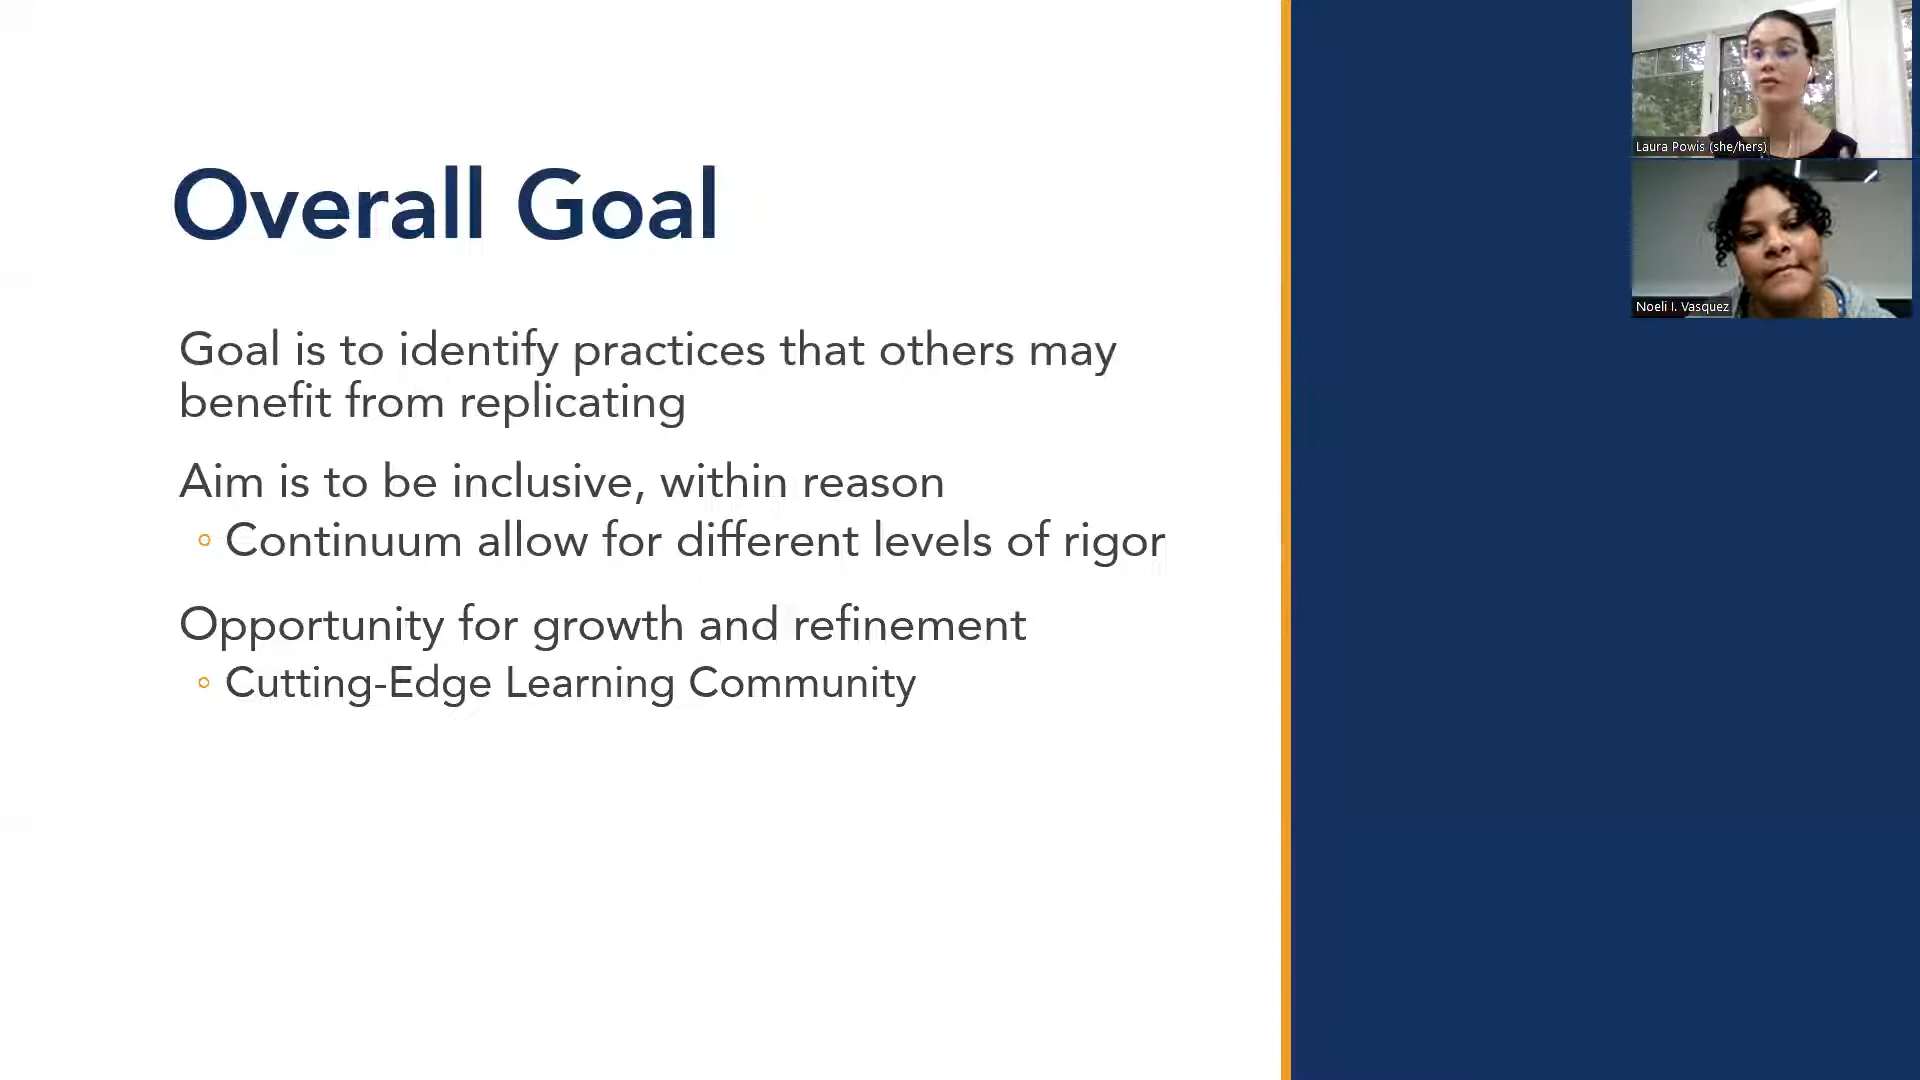 Overall Goal
Goal is to identify practices that others may
benefit from replicating
Aim is to be inclusive, within reason
◦ Continuum allow for different levels of rigor
Opportunity for growth and refinement
◦ Cutting-Edge Learning Community
Laura Powis (she/hers)
Noeli I. Vasquez